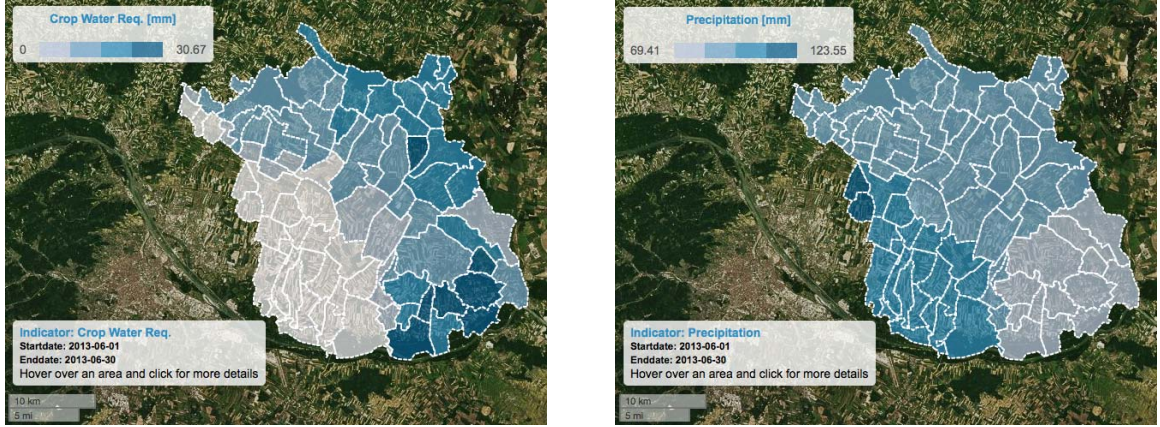 Crop Water Req. [mm]
0 30.67
Indicator: Crop Water Req.
Startdate: 2013-06-01
Enddate: 2013-06-30
Hover over an area and click for more details
10 km
5 mi
Precipitation [mm]
69.41 123.55
Indicator: Precipitation
Startdate: 2013-06-01
Enddate: 2013-06-30
Hover over an area and click for more details
10 km
5 mi